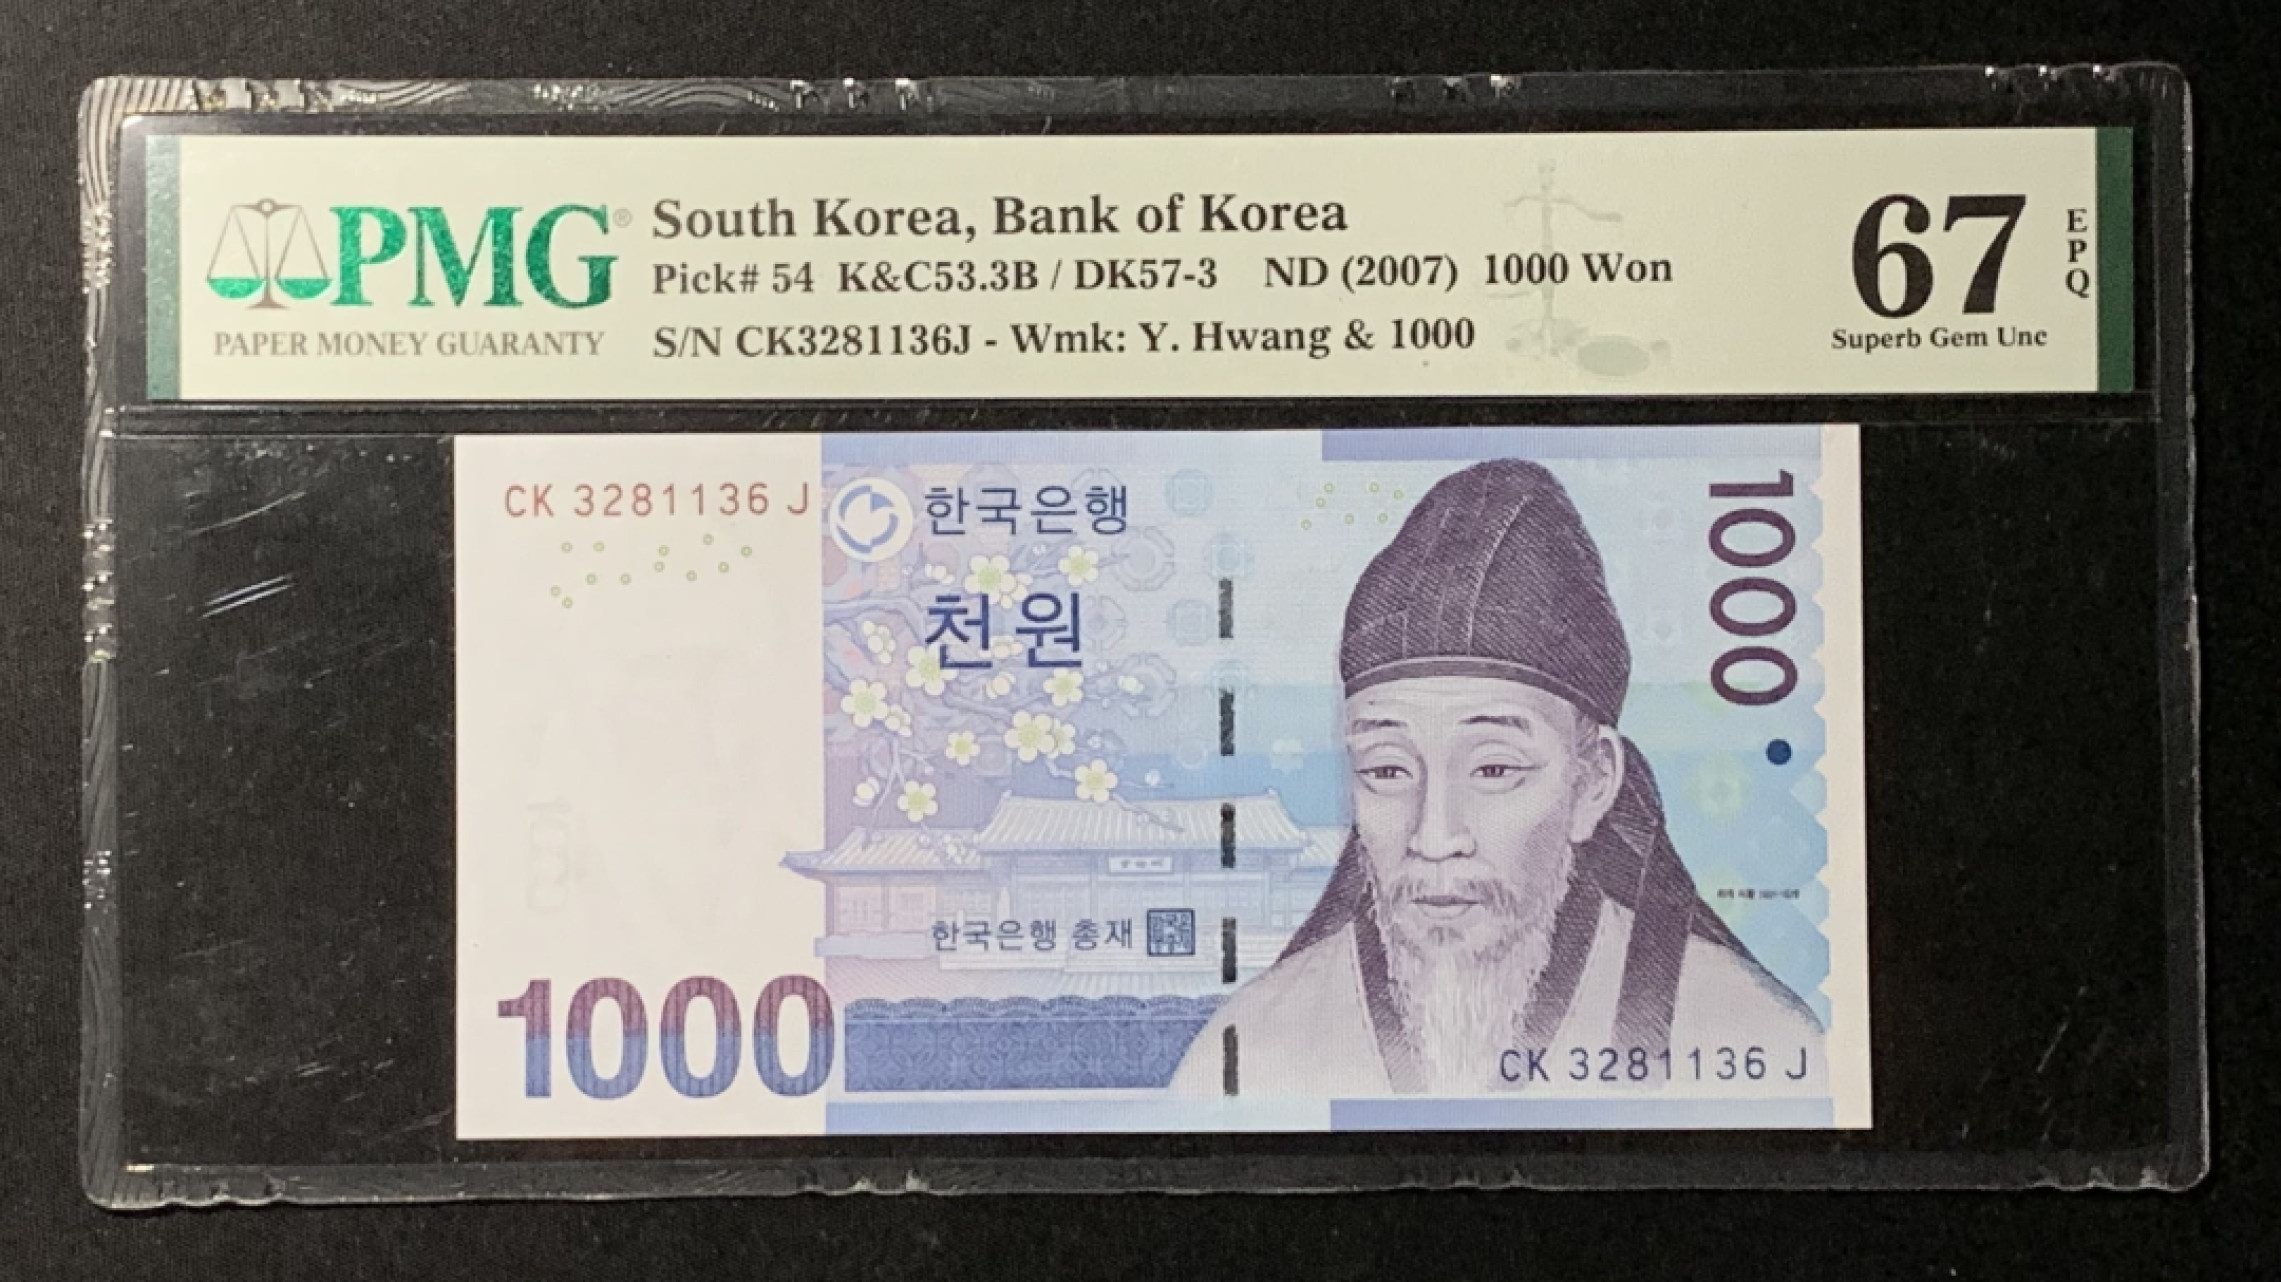 PMG®
PAPER MONEY GUARANTY
South Korea, Bank of Korea
Pick# 54 K&C53.3B / DK57-3 ND (2007) 1000 Won
S/N CK3281136J - Wmk: Y. Hwang & 1000
67
EPQ
Superb Gem Unc
CK 3281136 J
한국은행
천원
1000
한국은행 총재
1000
CK 3281136 J